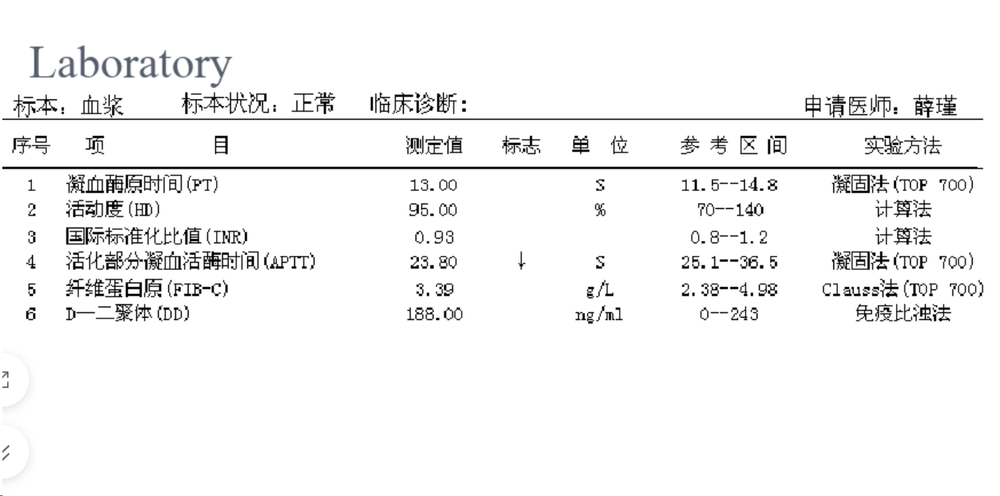 Laboratory
标本：血浆 标本状况：正常 临床诊断： 申请医师：薛瑾
序号 项 目 测定值 标志 单 位 参 考 区 间 实验方法
1 凝血酶原时间(PT) 13.00 S 11.5--14.8 凝固法(TOP 700)
2 活动度(HD) 95.00 % 70--140 计算法
3 国际标准化比值(INR) 0.93 0.8--1.2 计算法
4 活化部分凝血活酶时间(APTT) 23.80 ↓ S 25.1--36.5 凝固法(TOP 700)
5 纤维蛋白原(FIB-C) 3.39 g/L 2.38--4.98 Clauss法(TOP 700)
6 D—二聚体(DD) 188.00 ng/ml 0--243 免疫比浊法